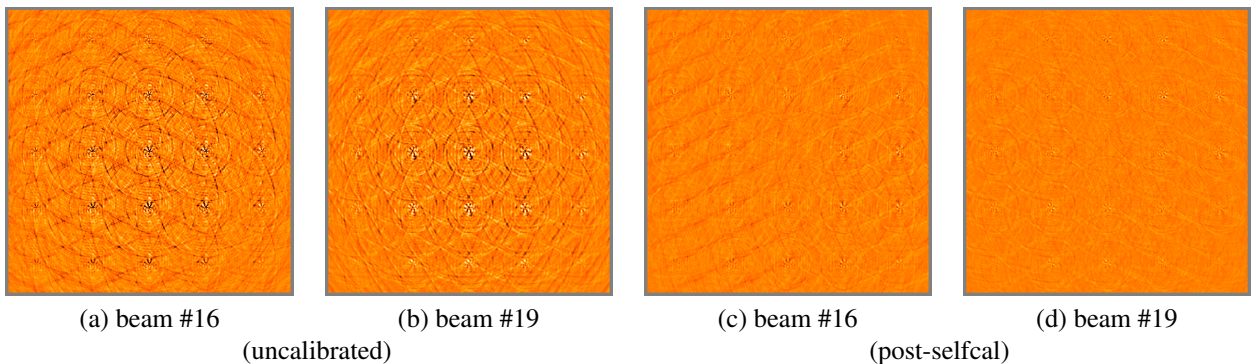 (a) beam #16
(b) beam #19
(c) beam #16
(d) beam #19
(uncalibrated)
(post-selfcal)